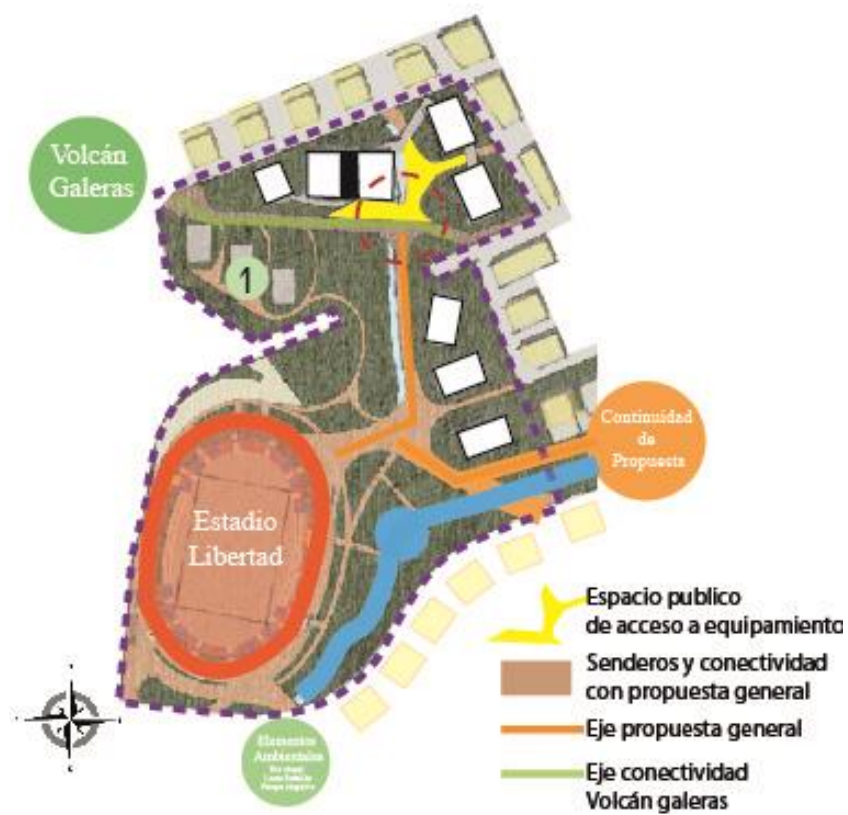 Volcán
Galeras
1
Continuidad
de
Propuesta
Estadio
Libertad
Espacio publico
de acceso a equipamiento
Senderos y conectividad
con propuesta general
Eje propuesta general
Eje conectividad
Volcán galeras
Elementos
Ambientales